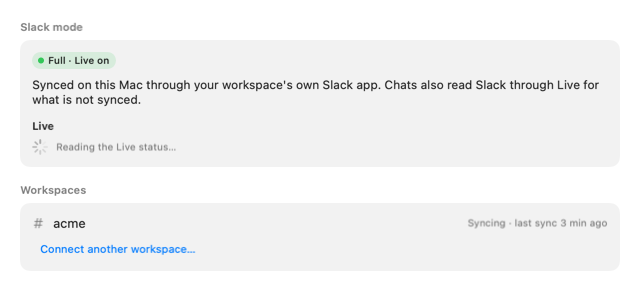 Slack mode
Full · Live on
Synced on this Mac through your workspace's own Slack app. Chats also read Slack through Live for
what is not synced.
Live
Reading the Live status...
Workspaces
# acme
Syncing · last sync 3 min ago
Connect another workspace...